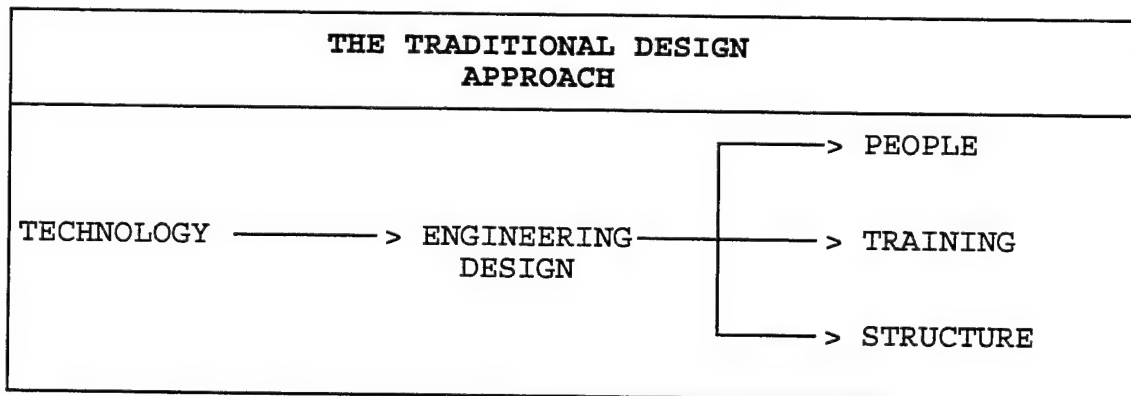 THE TRADITIONAL DESIGN
APPROACH
> PEOPLE
TECHNOLOGY > ENGINEERING > TRAINING
DESIGN
> STRUCTURE